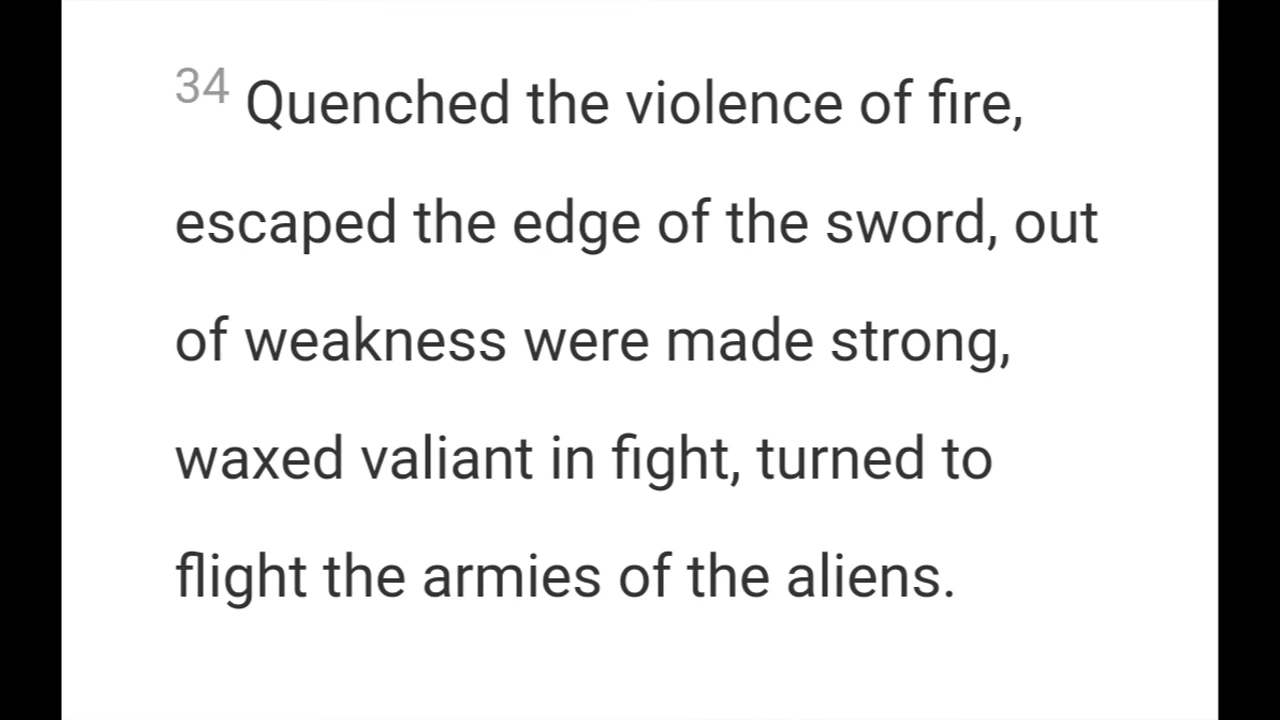 34 Quenched the violence of fire,
escaped the edge of the sword, out
of weakness were made strong,
waxed valiant in fight, turned to
flight the armies of the aliens.